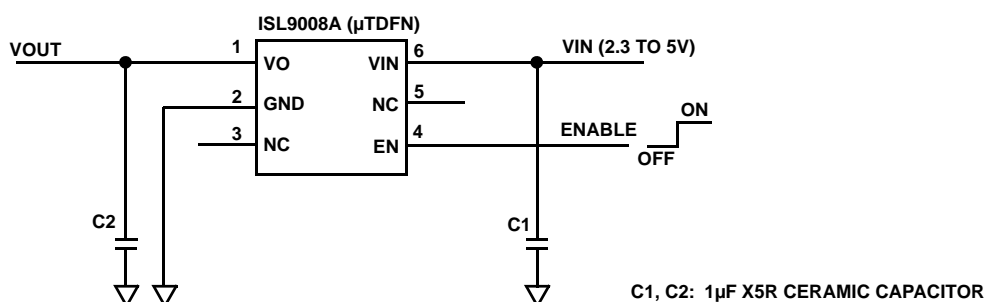 ISL9008A (µTDFN)
VOUT
1
VO
VIN
6
VIN (2.3 TO 5V)
2
GND
NC
5
3
NC
EN
4
ENABLE
ON
OFF
C2
C1
C1, C2: 1µF X5R CERAMIC CAPACITOR